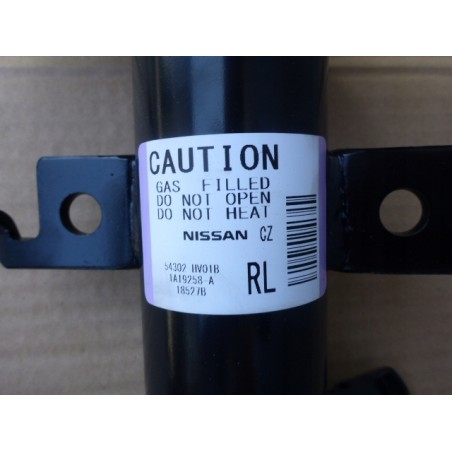 CAUTION
GAS FILLED
DO NOT OPEN
DO NOT HEAT
NISSAN CZ
54302 HV01B
1A19258-A
18527B
RL